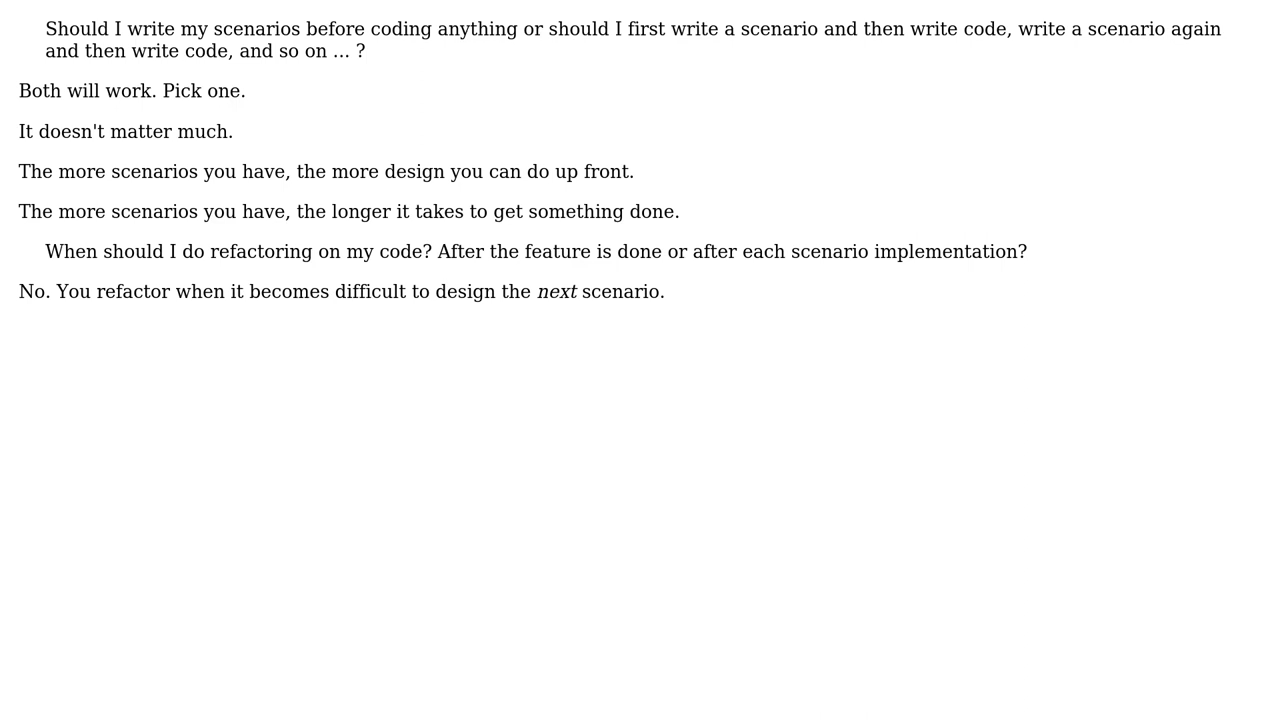 Should I write my scenarios before coding anything or should I first write a scenario and then write code, write a scenario again
and then write code, and so on ... ?
Both will work. Pick one.
It doesn't matter much.
The more scenarios you have, the more design you can do up front.
The more scenarios you have, the longer it takes to get something done.
When should I do refactoring on my code? After the feature is done or after each scenario implementation?
No. You refactor when it becomes difficult to design the next scenario.